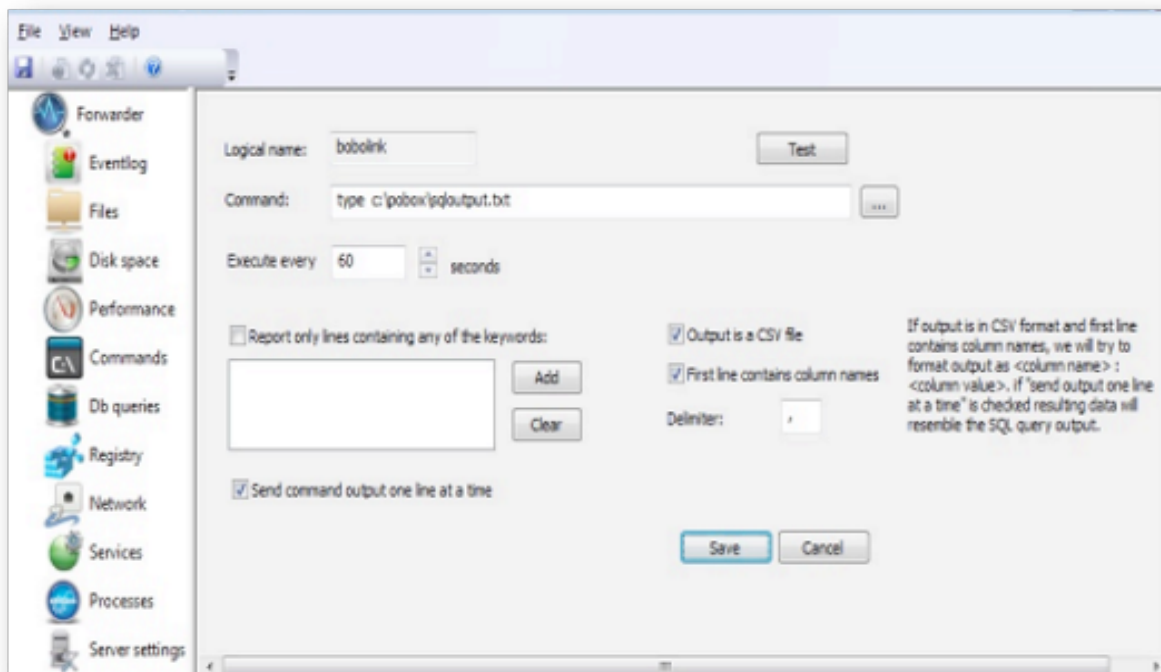 File View Help
Forwarder
Eventlog
Files
Disk space
Performance
Commands
Db queries
Registry
Network
Services
Processes
Server settings
Logical name: bobolink
Test
Command: type c:\pobox\sqloutput.txt ...
Execute every 60 seconds
Report only lines containing any of the keywords:
Add
Clear
Send command output one line at a time
Output is a CSV file
First line contains column names
Delimiter: ,
If output is in CSV format and first line
contains column names, we will try to
format output as <column name> :
<column value>. if "send output one line
at a time" is checked resulting data will
resemble the SQL query output.
Save Cancel